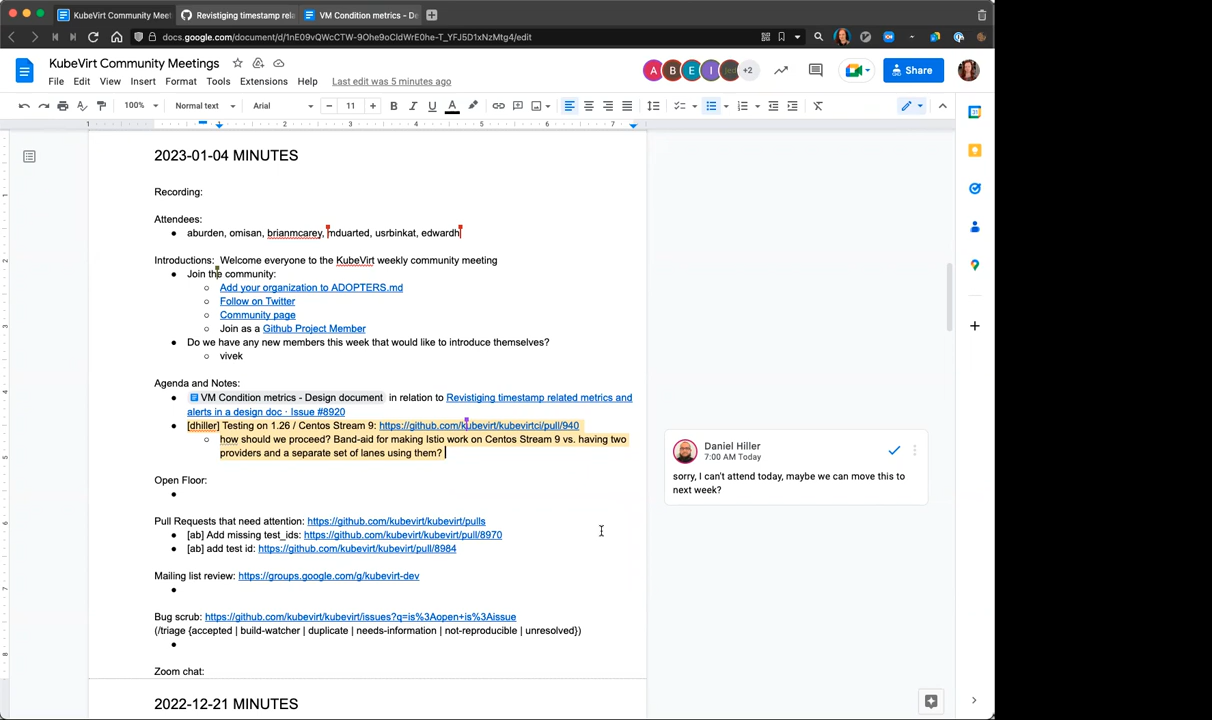 KubeVirt Community Meet
Revistiging timestamp rela
VM Condition metrics - De
docs.google.com/document/d/1nE09vQWcCTW-9Ohe9oCldWrE0he-T_YFJ5D1xNzMtg4/edit
KubeVirt Community Meetings
File Edit View Insert Format Tools Extensions Help Last edit was 5 minutes ago
A B E I +2
Share
100% Normal text Arial 11 B I U A
1 1 2 3 4 5 6 7
2023-01-04 MINUTES
Recording:
Attendees:
aburden, omisan, brianmcarey, mduarted, usrbinkat, edwardh
Introductions: Welcome everyone to the KubeVirt weekly community meeting
Join the community:
Add your organization to ADOPTERS.md
Follow on Twitter
Community page
Join as a Github Project Member
Do we have any new members this week that would like to introduce themselves?
vivek
Agenda and Notes:
VM Condition metrics - Design document in relation to Revistiging timestamp related metrics and
alerts in a design doc · Issue #8920
[dhiller] Testing on 1.26 / Centos Stream 9: https://github.com/kubevirt/kubevirtci/pull/940
how should we proceed? Band-aid for making Istio work on Centos Stream 9 vs. having two
providers and a separate set of lanes using them?
Daniel Hiller
7:00 AM Today
sorry, I can't attend today, maybe we can move this to
next week?
Open Floor:
Pull Requests that need attention: https://github.com/kubevirt/kubevirt/pulls
[ab] Add missing test_ids: https://github.com/kubevirt/kubevirt/pull/8970
[ab] add test id: https://github.com/kubevirt/kubevirt/pull/8984
Mailing list review: https://groups.google.com/g/kubevirt-dev
Bug scrub: https://github.com/kubevirt/kubevirt/issues?q=is%3Aopen+is%3Aissue
(/triage {accepted | build-watcher | duplicate | needs-information | not-reproducible | unresolved})
Zoom chat:
2022-12-21 MINUTES